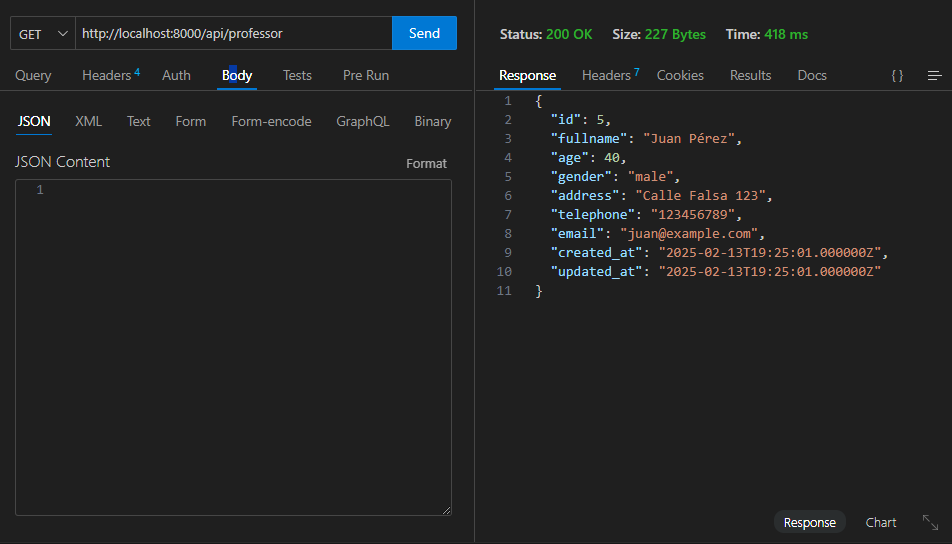 GET http://localhost:8000/api/professor Send
Query Headers 4 Auth Body Tests Pre Run
JSON XML Text Form Form-encode GraphQL Binary
JSON Content Format
1
Status: 200 OK Size: 227 Bytes Time: 418 ms
Response Headers 7 Cookies Results Docs { }
1 {
2 "id": 5,
3 "fullname": "Juan Pérez",
4 "age": 40,
5 "gender": "male",
6 "address": "Calle Falsa 123",
7 "telephone": "123456789",
8 "email": "juan@example.com",
9 "created_at": "2025-02-13T19:25:01.000000Z",
10 "updated_at": "2025-02-13T19:25:01.000000Z"
11 }
Response Chart